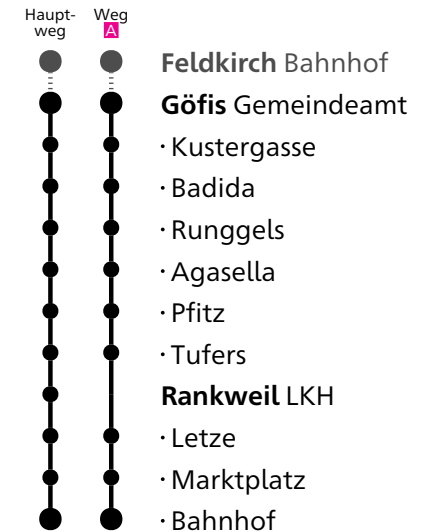 Haupt- Weg
weg A
Feldkirch Bahnhof
Göfis Gemeindeamt
· Kustergasse
· Badida
· Runggels
· Agasella
· Pfitz
· Tufers
Rankweil LKH
· Letze
· Marktplatz
· Bahnhof